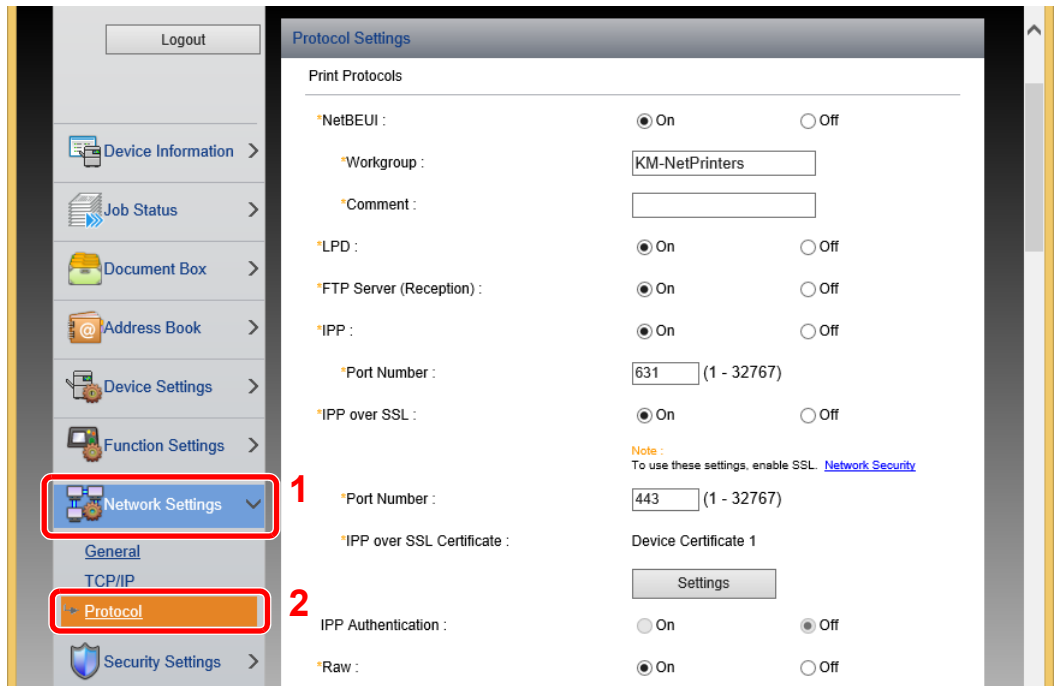 Logout
Device Information
Job Status
Document Box
Address Book
Device Settings
Function Settings
Network Settings
1
General
TCP/IP
Protocol
2
Security Settings
Protocol Settings
Print Protocols
*NetBEUI : On Off
*Workgroup : KM-NetPrinters
*Comment :
*LPD : On Off
*FTP Server (Reception) : On Off
*IPP : On Off
*Port Number : 631 (1 - 32767)
*IPP over SSL : On Off
Note :
To use these settings, enable SSL. Network Security
*Port Number : 443 (1 - 32767)
*IPP over SSL Certificate : Device Certificate 1
Settings
IPP Authentication : On Off
*Raw : On Off